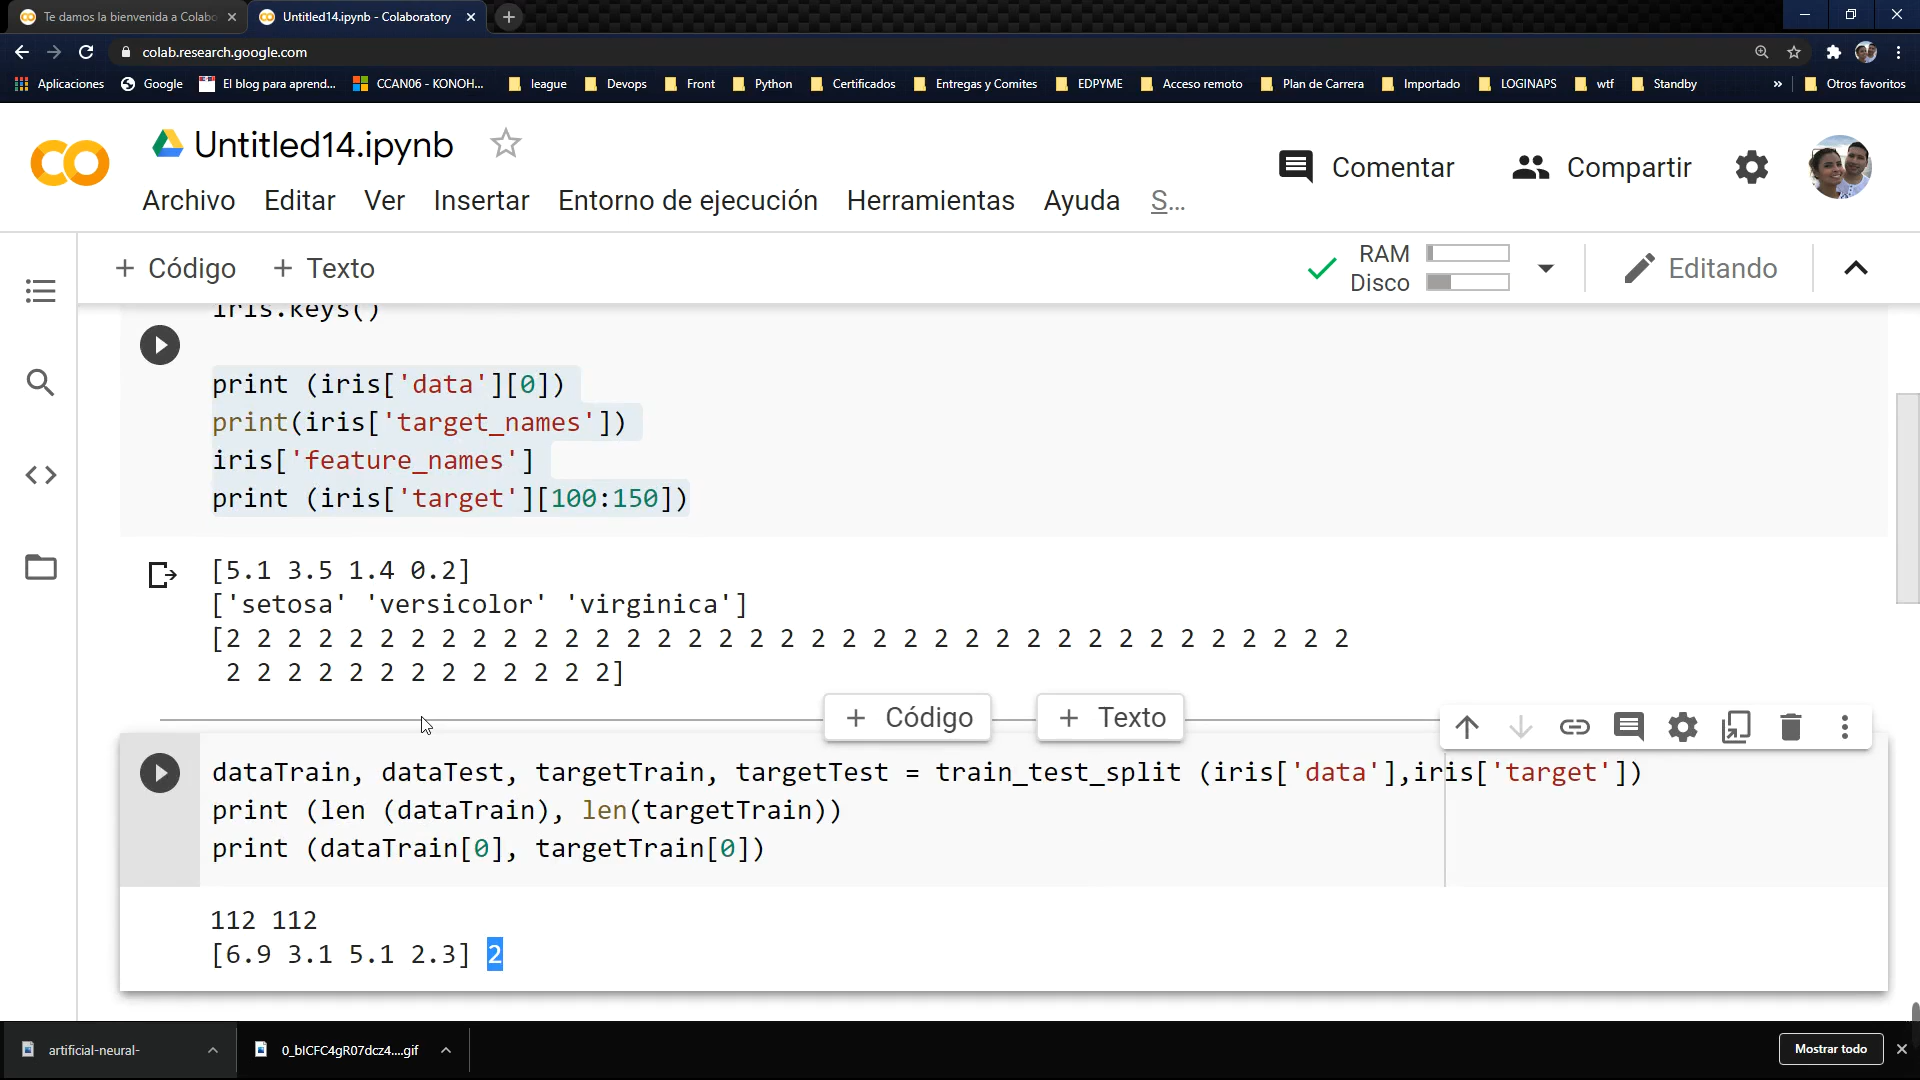 Te damos la bienvenida a Colabo
Untitled14.ipynb - Colaboratory
colab.research.google.com
Aplicaciones
Google
El blog para aprend...
CCAN06 - KONOH...
league
Devops
Front
Python
Certificados
Entregas y Comites
EDPYME
Acceso remoto
Plan de Carrera
Importado
LOGINAPS
wtf
Standby
»
Otros favoritos
Untitled14.ipynb
Comentar
Compartir
Archivo
Editar
Ver
Insertar
Entorno de ejecución
Herramientas
Ayuda
S...
+ Código
+ Texto
RAM
Disco
Editando
iris.keys()
print (iris['data'][0])
print(iris['target_names'])
iris['feature_names']
print (iris['target'][100:150])
[5.1 3.5 1.4 0.2]
['setosa' 'versicolor' 'virginica']
[2 2 2 2 2 2 2 2 2 2 2 2 2 2 2 2 2 2 2 2 2 2 2 2 2 2 2 2 2 2 2 2 2 2 2 2 2
2 2 2 2 2 2 2 2 2 2 2 2 2]
+ Código
+ Texto
dataTrain, dataTest, targetTrain, targetTest = train_test_split (iris['data'],iris['target'])
print (len (dataTrain), len(targetTrain))
print (dataTrain[0], targetTrain[0])
112 112
[6.9 3.1 5.1 2.3] 2
artificial-neural-
0_bICFC4gR07dcz4....gif
Mostrar todo